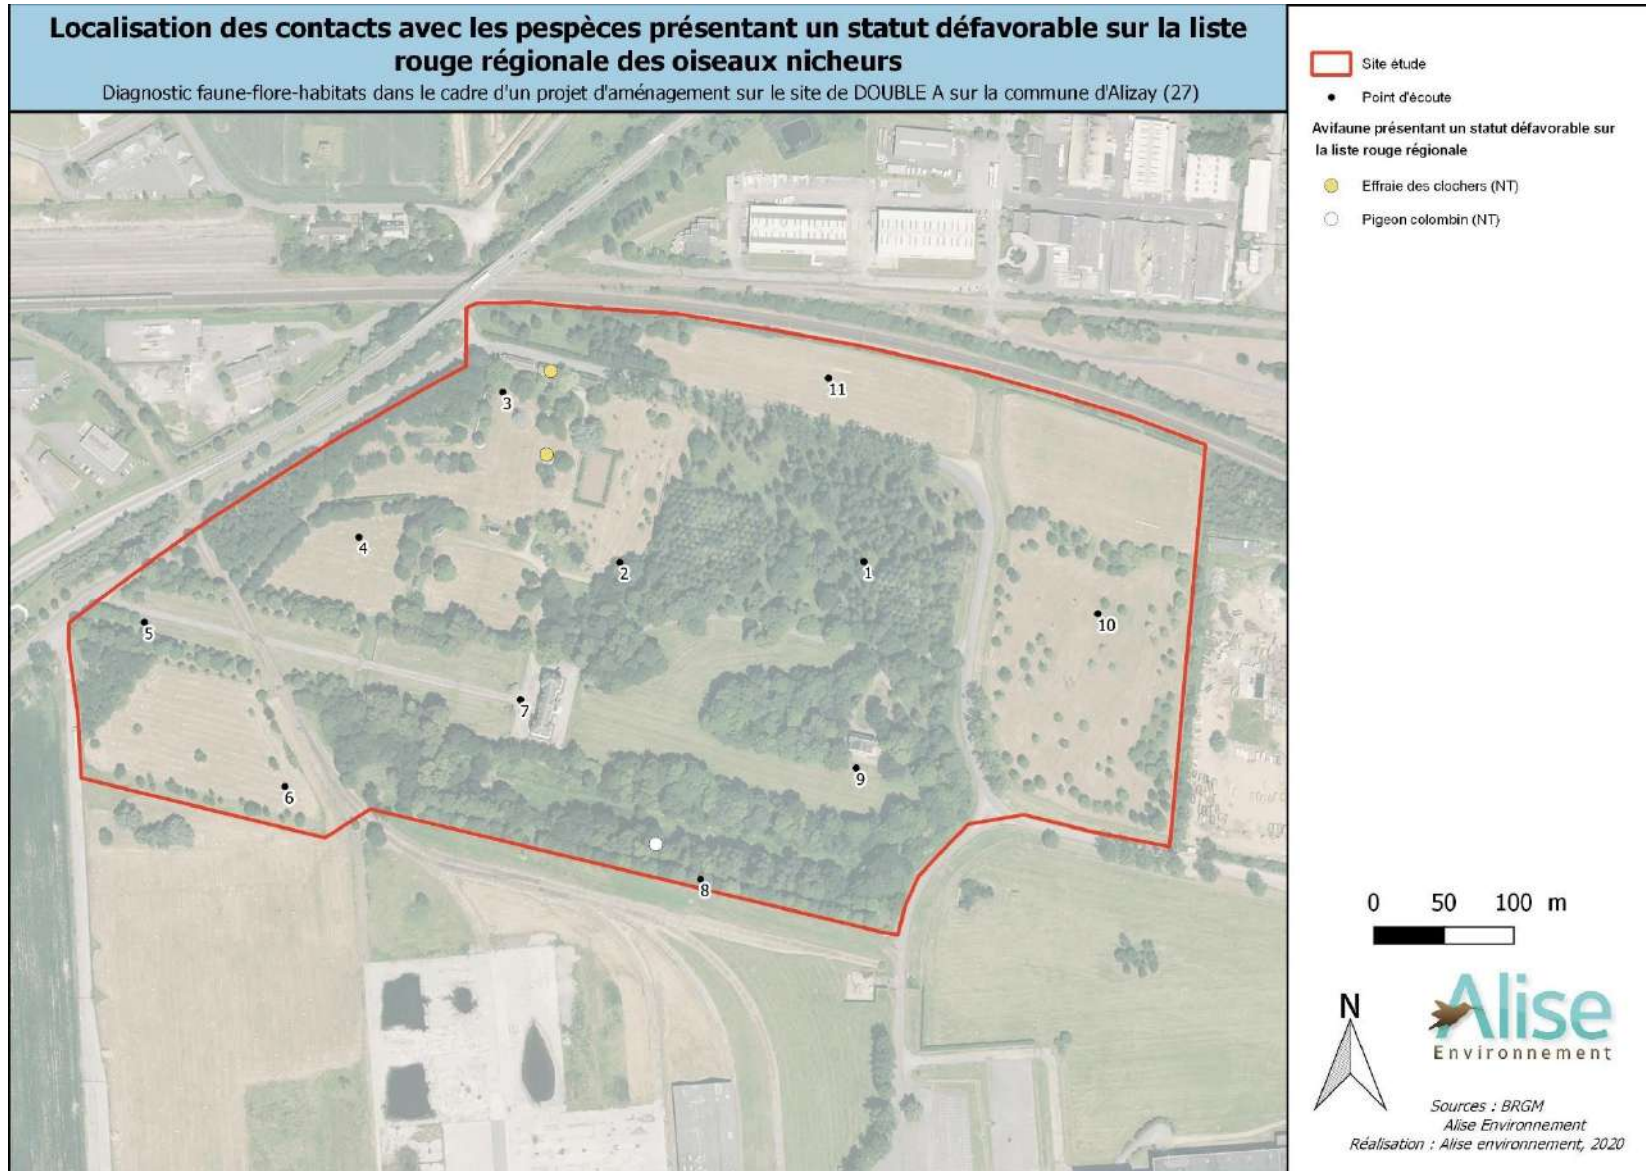 Localisation des contacts avec les pespèces présentant un statut défavorable sur la liste
rouge régionale des oiseaux nicheurs
Diagnostic faune-flore-habitats dans le cadre d'un projet d'aménagement sur le site de DOUBLE A sur la commune d'Alizay (27)
Site étude
Point d'écoute
Avifaune présentant un statut défavorable sur
la liste rouge régionale
Effraie des clochers (NT)
Pigeon colombin (NT)
3
11
4
2
1
10
5
7
9
6
8
0 50 100 m
N
Alise
Environnement
Sources : BRGM
Alise Environnement
Réalisation : Alise environnement, 2020